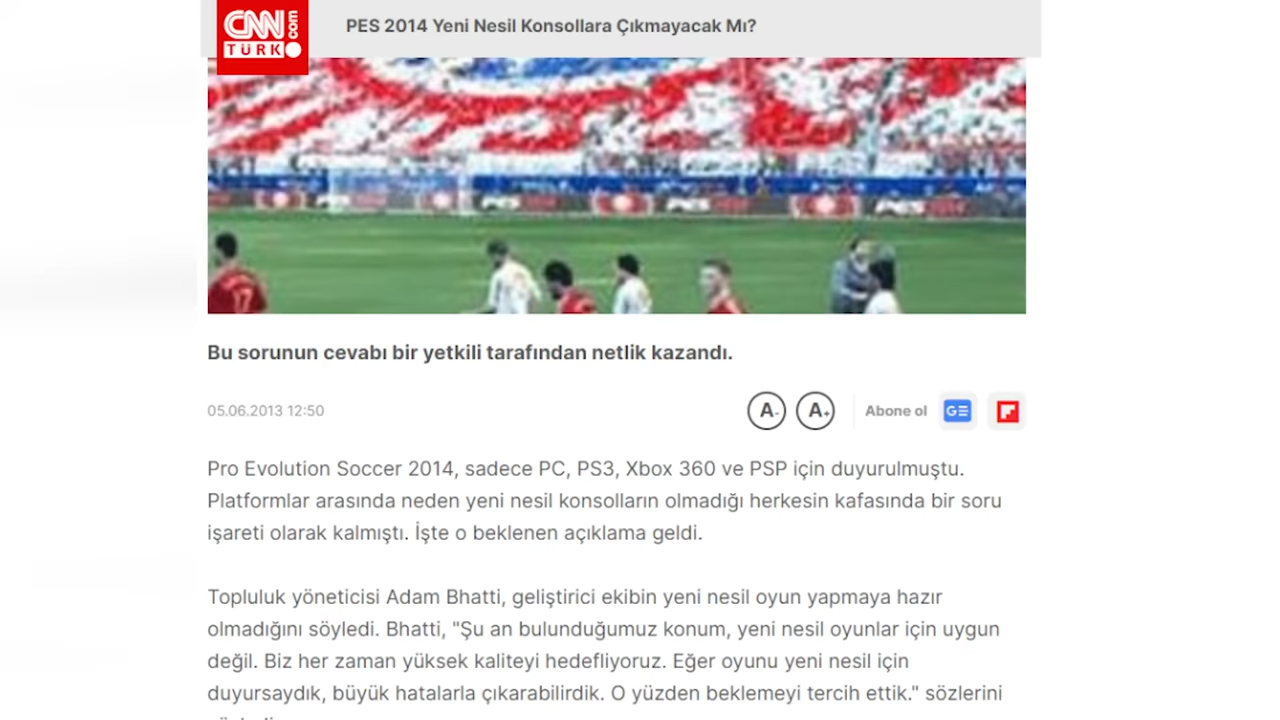 CNN
.com
TÜRK
PES 2014 Yeni Nesil Konsollara Çıkmayacak Mı?
PES
PES
PES
17
Bu sorunun cevabı bir yetkili tarafından netlik kazandı.
05.06.2013 12:50
A-
A+
Abone ol
G
Pro Evolution Soccer 2014, sadece PC, PS3, Xbox 360 ve PSP için duyurulmuştu.
Platformlar arasında neden yeni nesil konsolların olmadığı herkesin kafasında bir soru
işareti olarak kalmıştı. İşte o beklenen açıklama geldi.
Topluluk yöneticisi Adam Bhatti, geliştirici ekibin yeni nesil oyun yapmaya hazır
olmadığını söyledi. Bhatti, "Şu an bulunduğumuz konum, yeni nesil oyunlar için uygun
değil. Biz her zaman yüksek kaliteyi hedefliyoruz. Eğer oyunu yeni nesil için
duyursaydık, büyük hatalarla çıkarabilirdik. O yüzden beklemeyi tercih ettik." sözlerini